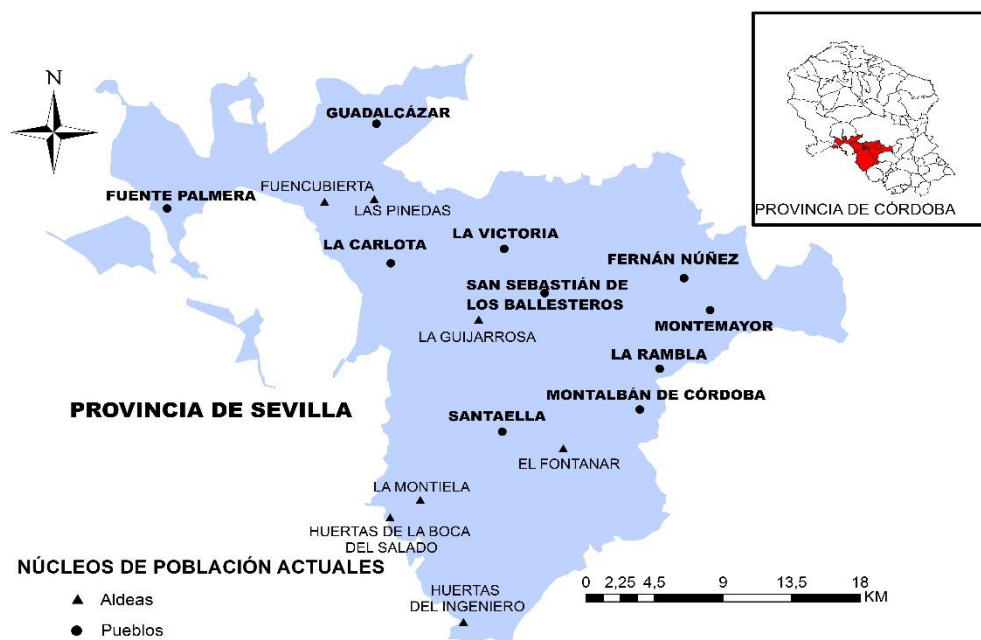 N
GUADALCÁZAR
PROVINCIA DE CÓRDOBA
FUENCUBIERTA
FUENTE PALMERA
LAS PINEDAS
LA VICTORIA
LA CARLOTA
FERNÁN NÚÑEZ
SAN SEBASTIÁN DE
LOS BALLESTEROS
MONTEMAYOR
LA GUIJARROSA
LA RAMBLA
PROVINCIA DE SEVILLA
MONTALBÁN DE CÓRDOBA
SANTAELLA
EL FONTANAR
LA MONTIELA
HUERTAS DE LA BOCA
DEL SALADO
NÚCLEOS DE POBLACIÓN ACTUALES
Aldeas
Pueblos
HUERTAS
DEL INGENIERO
0 2,25 4,5 9 13,5 18
KM